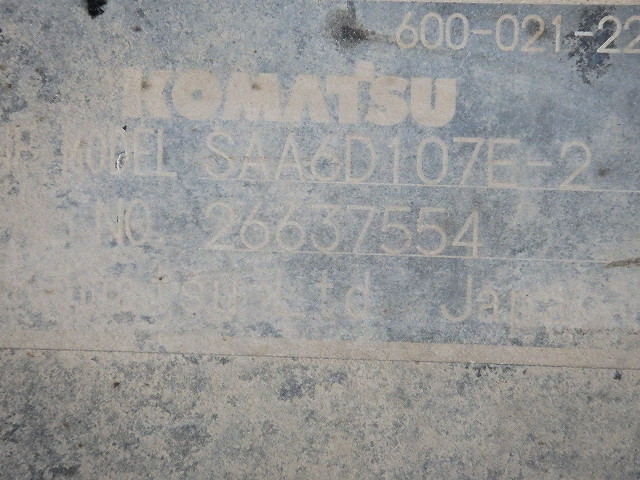 600-021-22
KOMATSU
MODEL SAA6D107E-2
NO. 26637554
Ltd Japan